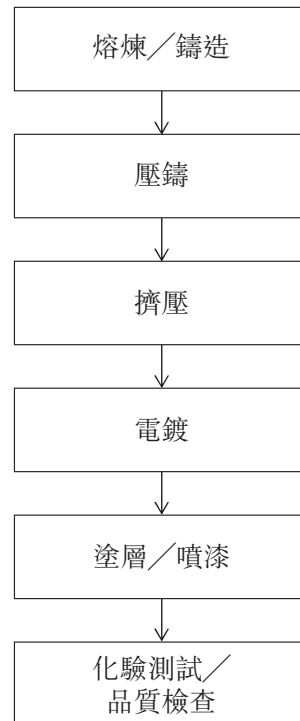 熔煉／鑄造
壓鑄
擠壓
電鍍
塗層／噴漆
化驗測試／
品質檢查